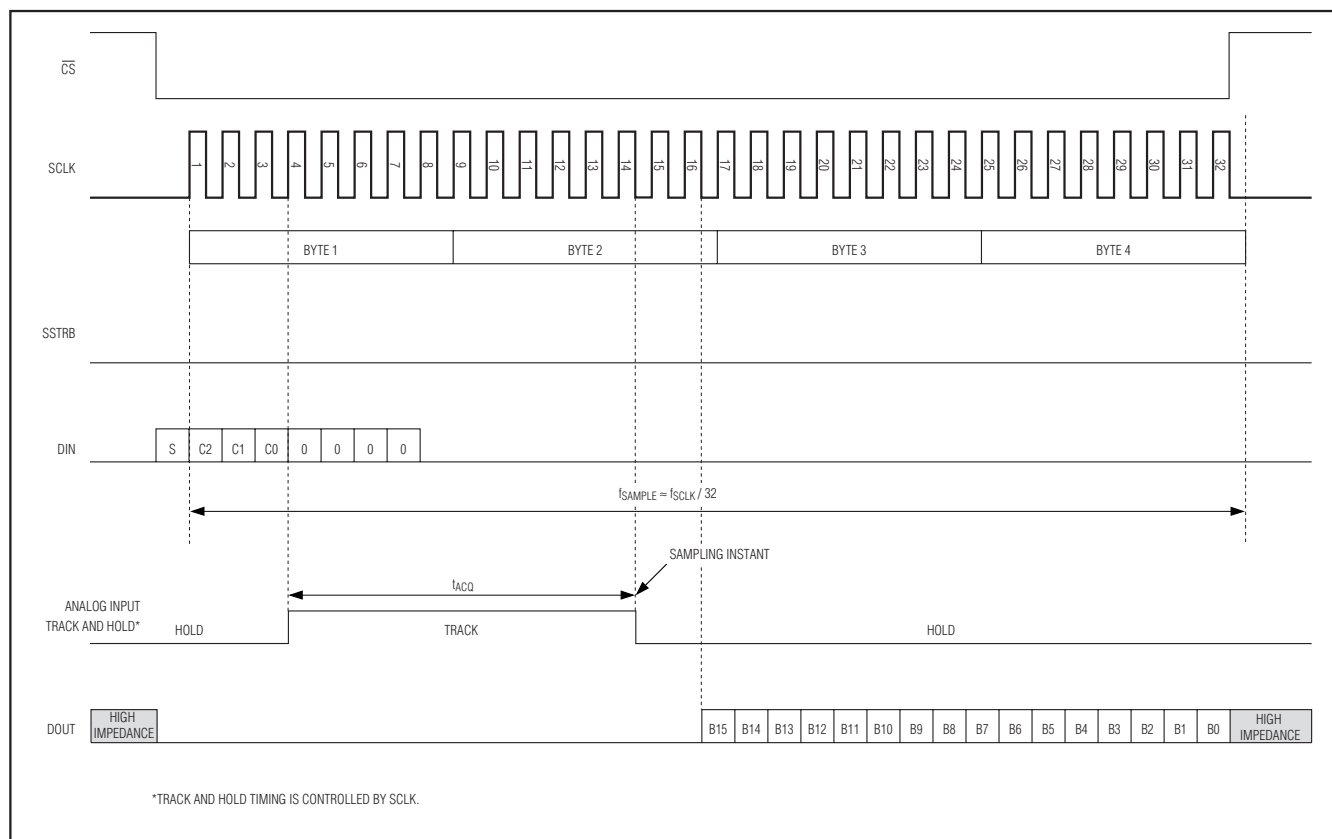 CS
SCLK
1 2 3 4 5 6 7 8 9 10 11 12 13 14 15 16 17 18 19 20 21 22 23 24 25 26 27 28 29 30 31 32
BYTE 1 BYTE 2 BYTE 3 BYTE 4
SSTRB
DIN
S C2 C1 C0 0 0 0 0
fSAMPLE ≈ fSCLK / 32
SAMPLING INSTANT
tACQ
ANALOG INPUT
TRACK AND HOLD*
HOLD TRACK HOLD
DOUT
HIGH
IMPEDANCE
B15 B14 B13 B12 B11 B10 B9 B8 B7 B6 B5 B4 B3 B2 B1 B0
HIGH
IMPEDANCE
*TRACK AND HOLD TIMING IS CONTROLLED BY SCLK.